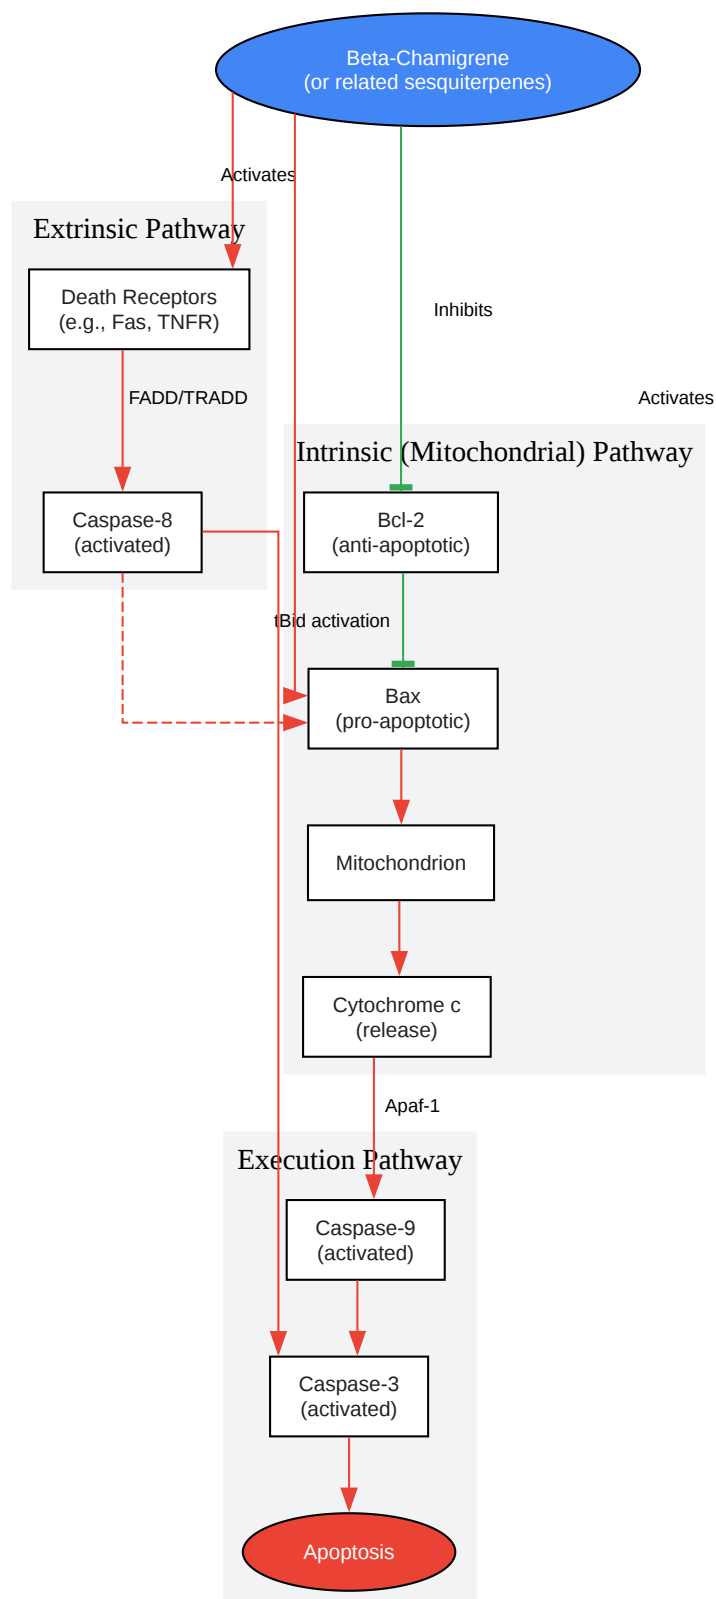 Beta-Chamigrene
(or related sesquiterpenes)
Activates
Extrinsic Pathway
Death Receptors
(e.g., Fas, TNFR)
Inhibits
FADD/TRADD
Activates
Intrinsic (Mitochondrial) Pathway
Caspase-8
(activated)
Bcl-2
(anti-apoptotic)
tBid activation
Bax
(pro-apoptotic)
Mitochondrion
Cytochrome c
(release)
Apaf-1
Execution Pathway
Caspase-9
(activated)
Caspase-3
(activated)
Apoptosis